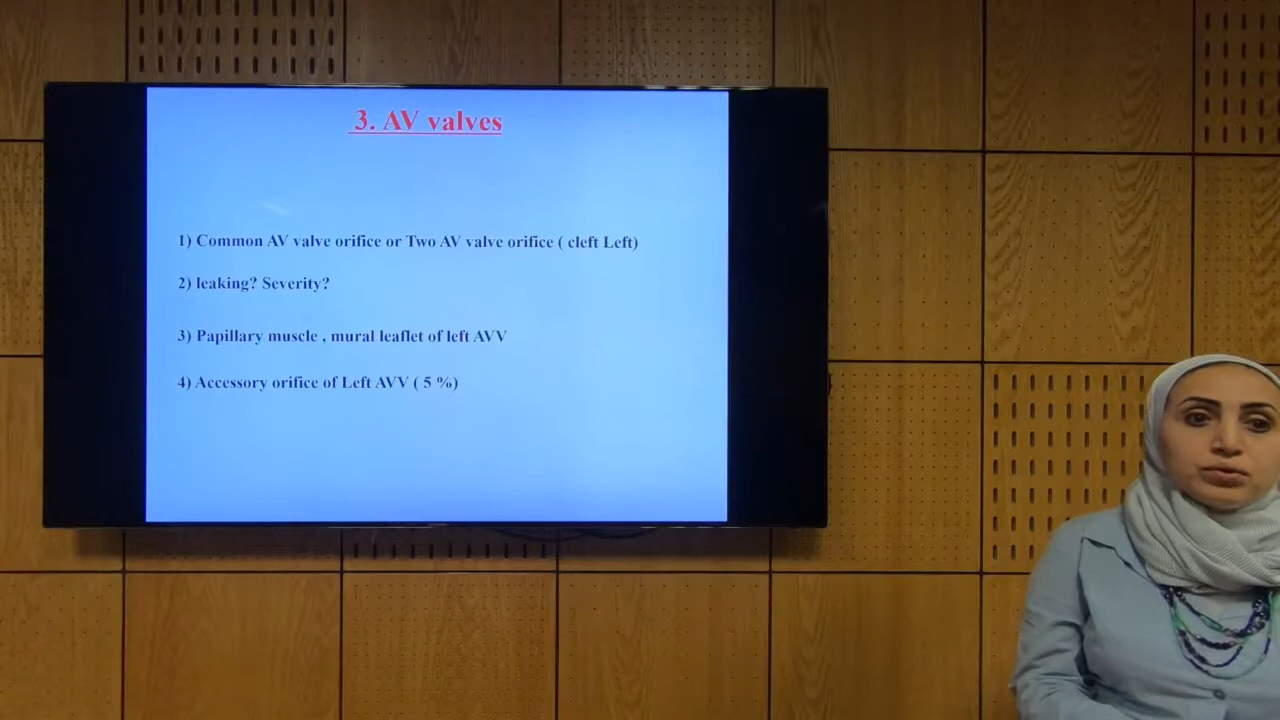 3. AV valves
1) Common AV valve orifice or Two AV valve orifice ( cleft Left)
2) leaking? Severity?
3) Papillary muscle , mural leaflet of left AVV
4) Accessory orifice of Left AVV ( 5 %)